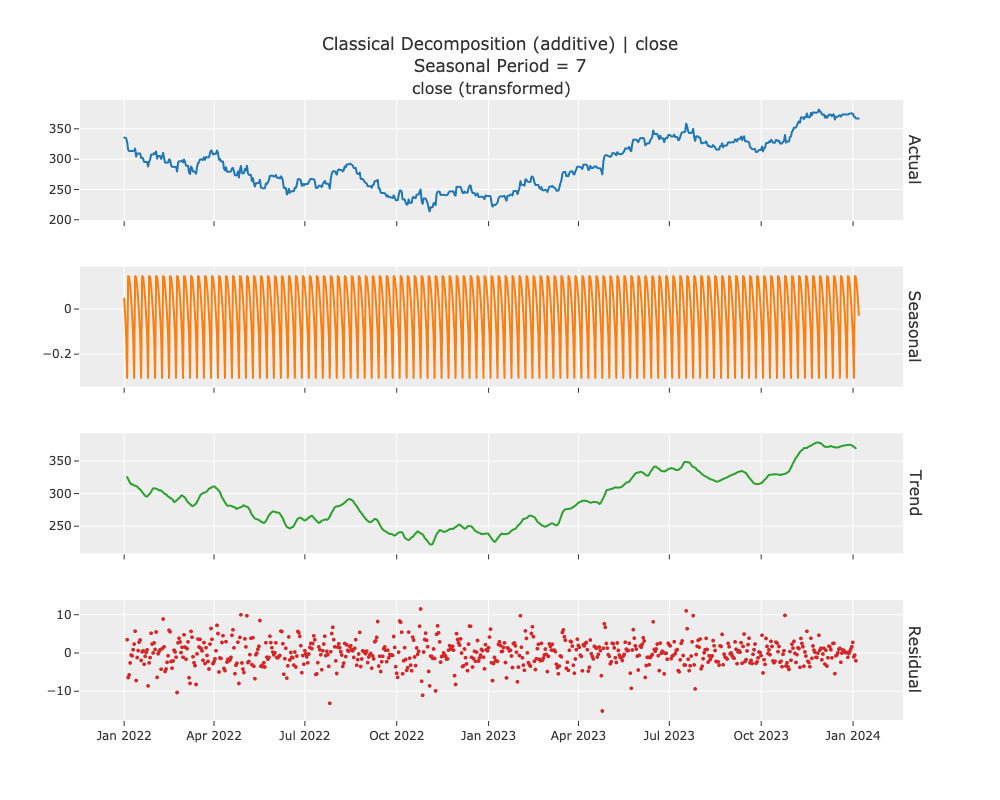 Classical Decomposition (additive) | close
Seasonal Period = 7
close (transformed)
350
300
250
200
Actual
0
−0.2
Seasonal
350
300
250
Trend
10
0
−10
Residual
Jan 2022 Apr 2022 Jul 2022 Oct 2022 Jan 2023 Apr 2023 Jul 2023 Oct 2023 Jan 2024